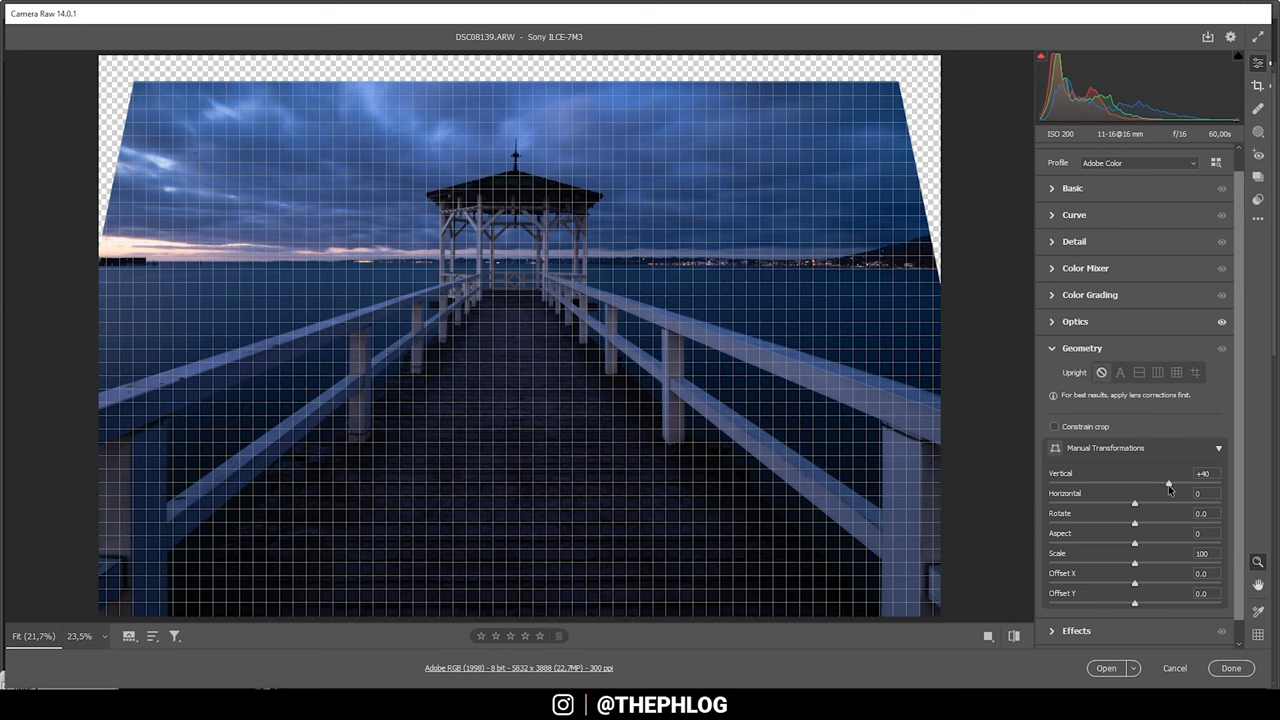 Camera Raw 14.0.1
DSC08139.ARW - Sony ILCE-7M3
ISO 200 11-16@16 mm f/16 60,00s
Profile Adobe Color
Basic
Curve
Detail
Color Mixer
Color Grading
Optics
Geometry
Upright A
For best results, apply lens corrections first.
Constrain crop
Manual Transformations
Vertical +40
Horizontal 0
Rotate 0.0
Aspect 0
Scale 100
Offset X 0.0
Offset Y 0.0
Effects
Fit (21,7%) 23,5%
Adobe RGB (1998) - 8 bit - 5832 x 3888 (22,7MP) - 300 ppi
Open Cancel Done
@THEPHLOG